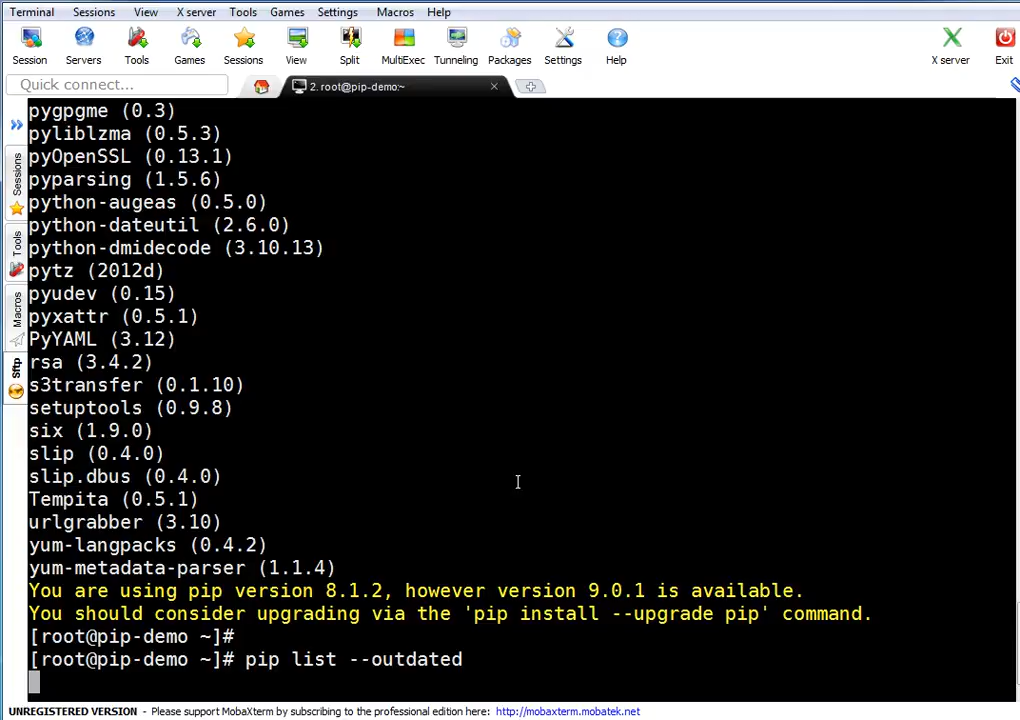 Terminal Sessions View X server Tools Games Settings Macros Help
Session Servers Tools Games Sessions View Split MultiExec Tunneling Packages Settings Help X server Exit
Quick connect...
2. root@pip-demo:~
Sessions
Tools
Macros
Sftp
pygpgme (0.3)
pyliblzma (0.5.3)
pyOpenSSL (0.13.1)
pyparsing (1.5.6)
python-augeas (0.5.0)
python-dateutil (2.6.0)
python-dmidecode (3.10.13)
pytz (2012d)
pyudev (0.15)
pyxattr (0.5.1)
PyYAML (3.12)
rsa (3.4.2)
s3transfer (0.1.10)
setuptools (0.9.8)
six (1.9.0)
slip (0.4.0)
slip.dbus (0.4.0)
Tempita (0.5.1)
urlgrabber (3.10)
yum-langpacks (0.4.2)
yum-metadata-parser (1.1.4)
You are using pip version 8.1.2, however version 9.0.1 is available.
You should consider upgrading via the 'pip install --upgrade pip' command.
[root@pip-demo ~]#
[root@pip-demo ~]# pip list --outdated
UNREGISTERED VERSION - Please support MobaXterm by subscribing to the professional edition here: http://mobaxterm.mobatek.net